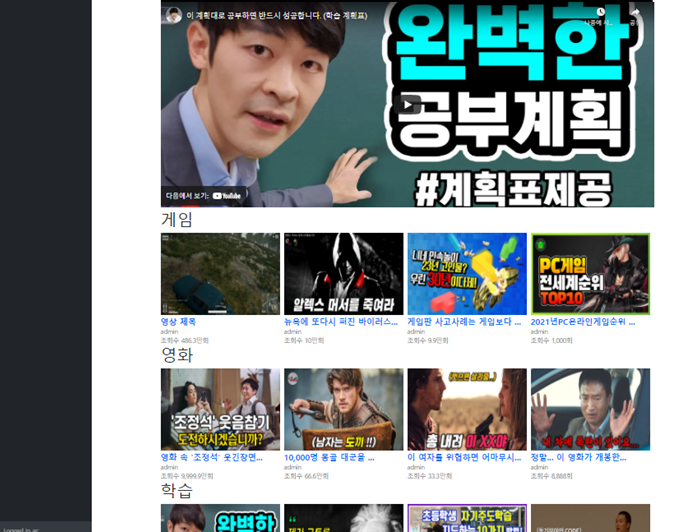 이 계획대로 공부하면 반드시 성공합니다. (학습 계획표)
나중에 시...
공유
완벽한
공부계획
#계획표제공
다음에서 보기: YouTube
게임
알렉스 머서를 죽여라
니네 민속놀이
23년 고인물?
우린 30년이다제!
PC게임
전세계순위
TOP10
영상 제목
admin
조회수 486.3만회
뉴욕에 또다시 퍼진 바이러스...
admin
조회수 10만회
게임판 사고사례는 게임보다 ...
admin
조회수 9.9만회
2021년PC온라인게임순위 ...
admin
조회수 1,000회
영화
'조정석' 웃음참기
도전하시겠습니까?
(남자는 도끼 !!)
총 내려 이 XX야
영화 속 '조정석' 웃긴장면...
admin
조회수 9,999.9만회
10,000명 몽골 대군을 ...
admin
조회수 66.6만회
이 여자를 위협하면 어마무시...
admin
조회수 33.3만회
정말... 이 영화가 개봉한...
admin
조회수 8,888회
학습
완벽한
초등학생 자기주도학습
지도하는 10가지 방법!
Logged in as: